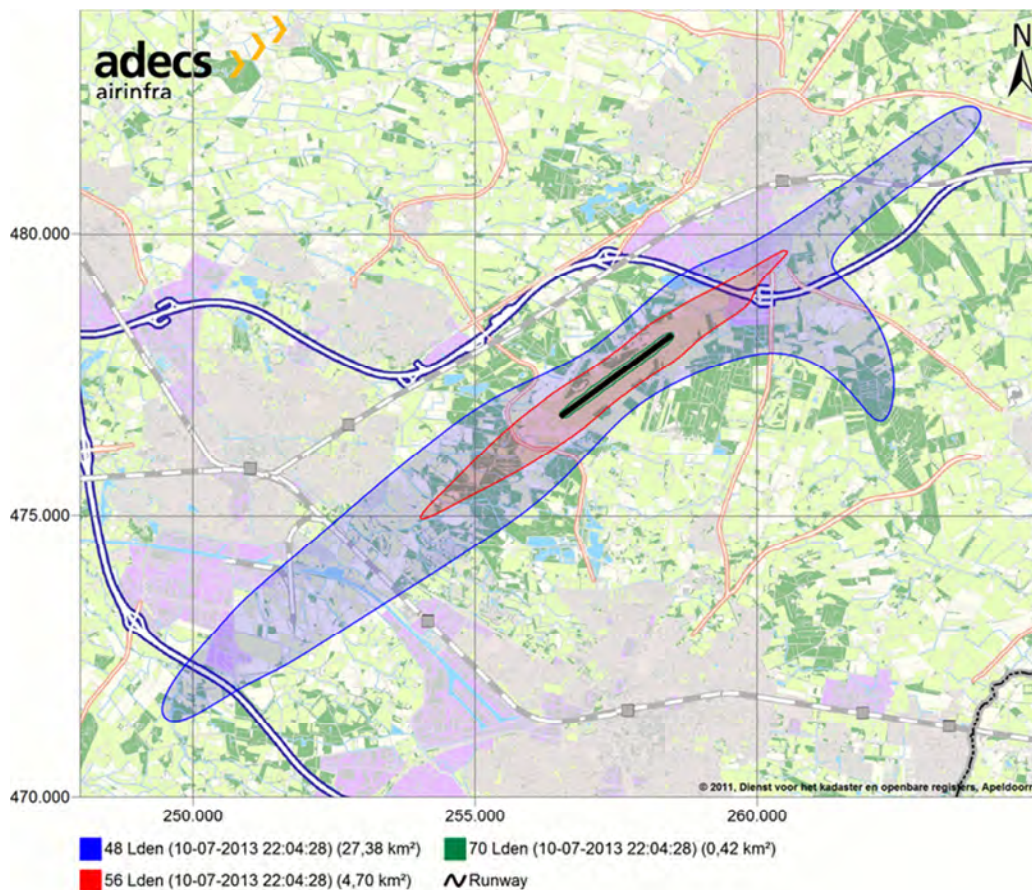 adecs
airinfra
N
480.000
475.000
470.000
© 2011, Dienst voor het kadaster en openbare registers, Apeldoorn
250.000 255.000 260.000
48 Lden (10-07-2013 22:04:28) (27,38 km²) 70 Lden (10-07-2013 22:04:28) (0,42 km²)
56 Lden (10-07-2013 22:04:28) (4,70 km²) Runway